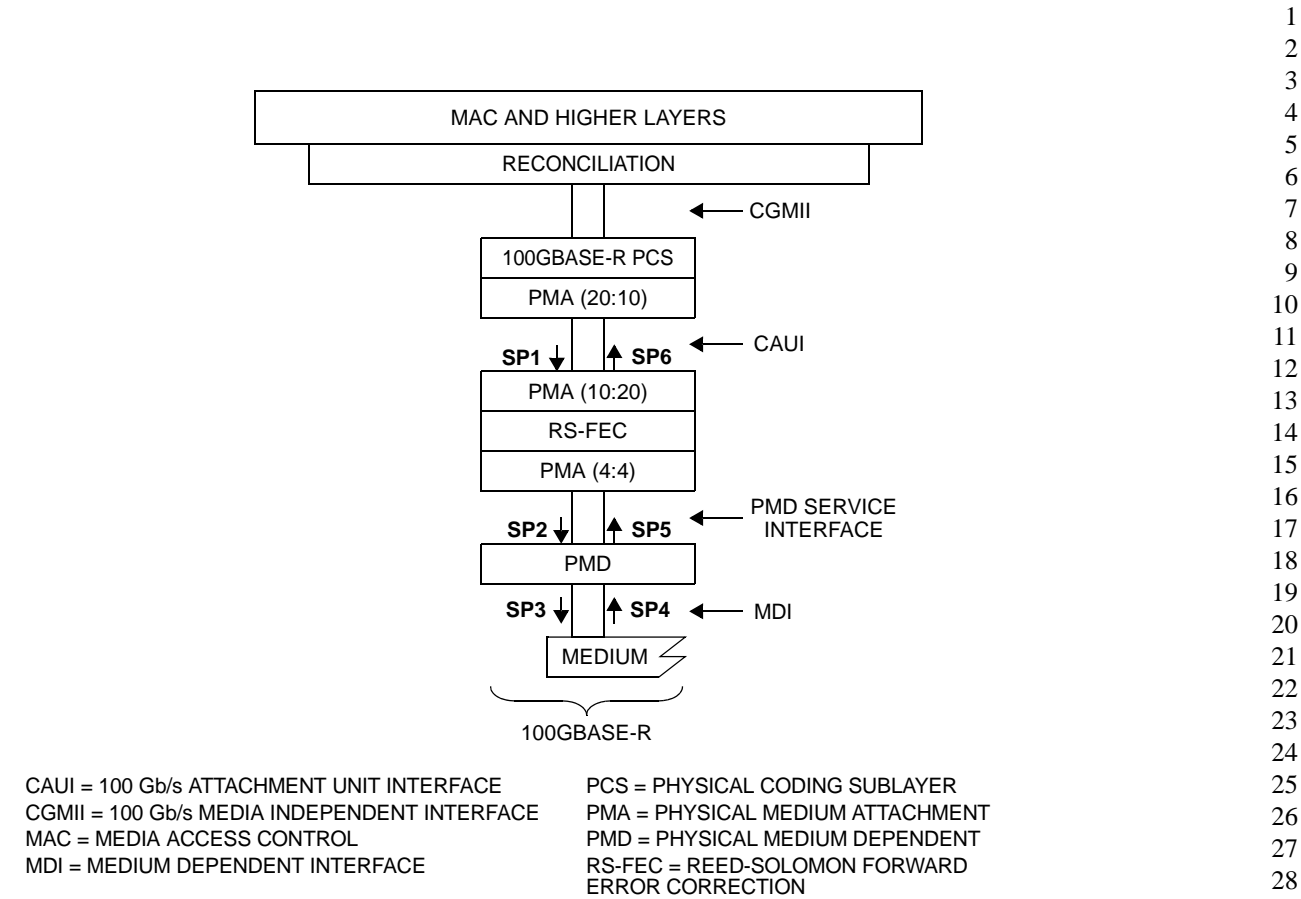 1
2
3
MAC AND HIGHER LAYERS 4
5
RECONCILIATION
6
CGMII 7
8
100GBASE-R PCS
9
PMA (20:10) 10
CAUI 11
SP1 SP6 12
PMA (10:20) 13
RS-FEC 14
PMA (4:4) 15
16
PMD SERVICE
INTERFACE 17
SP2 SP5
PMD 18
19
SP3 SP4 MDI
20
MEDIUM 21
22
100GBASE-R 23
24
CAUI = 100 Gb/s ATTACHMENT UNIT INTERFACE PCS = PHYSICAL CODING SUBLAYER 25
CGMII = 100 Gb/s MEDIA INDEPENDENT INTERFACE PMA = PHYSICAL MEDIUM ATTACHMENT 26
MAC = MEDIA ACCESS CONTROL PMD = PHYSICAL MEDIUM DEPENDENT 27
MDI = MEDIUM DEPENDENT INTERFACE RS-FEC = REED-SOLOMON FORWARD
ERROR CORRECTION 28